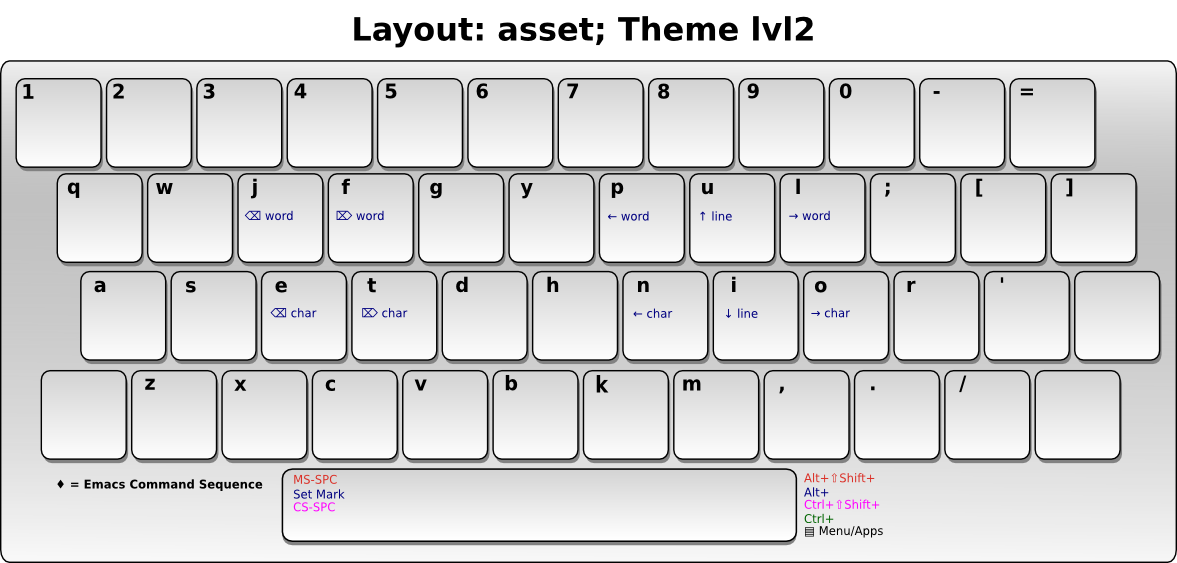 Layout: asset; Theme lvl2
1 2 3 4 5 6 7 8 9 0 - =
q w j f g y p u l ; [ ]
⌫ word ⌦ word ← word ↑ line → word
a s e t d h n i o r '
⌫ char ⌦ char ← char ↓ line → char
z x c v b k m , . /
♦ = Emacs Command Sequence
MS-SPC
Set Mark
CS-SPC
Alt+⇧Shift+
Alt+
Ctrl+⇧Shift+
Ctrl+
▤ Menu/Apps